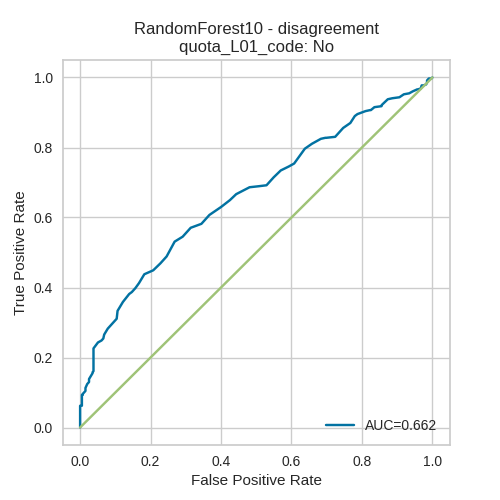 RandomForest10 - disagreement
quota_L01_code: No
True Positive Rate
1.0
0.8
0.6
0.4
0.2
0.0
AUC=0.662
0.0 0.2 0.4 0.6 0.8 1.0
False Positive Rate